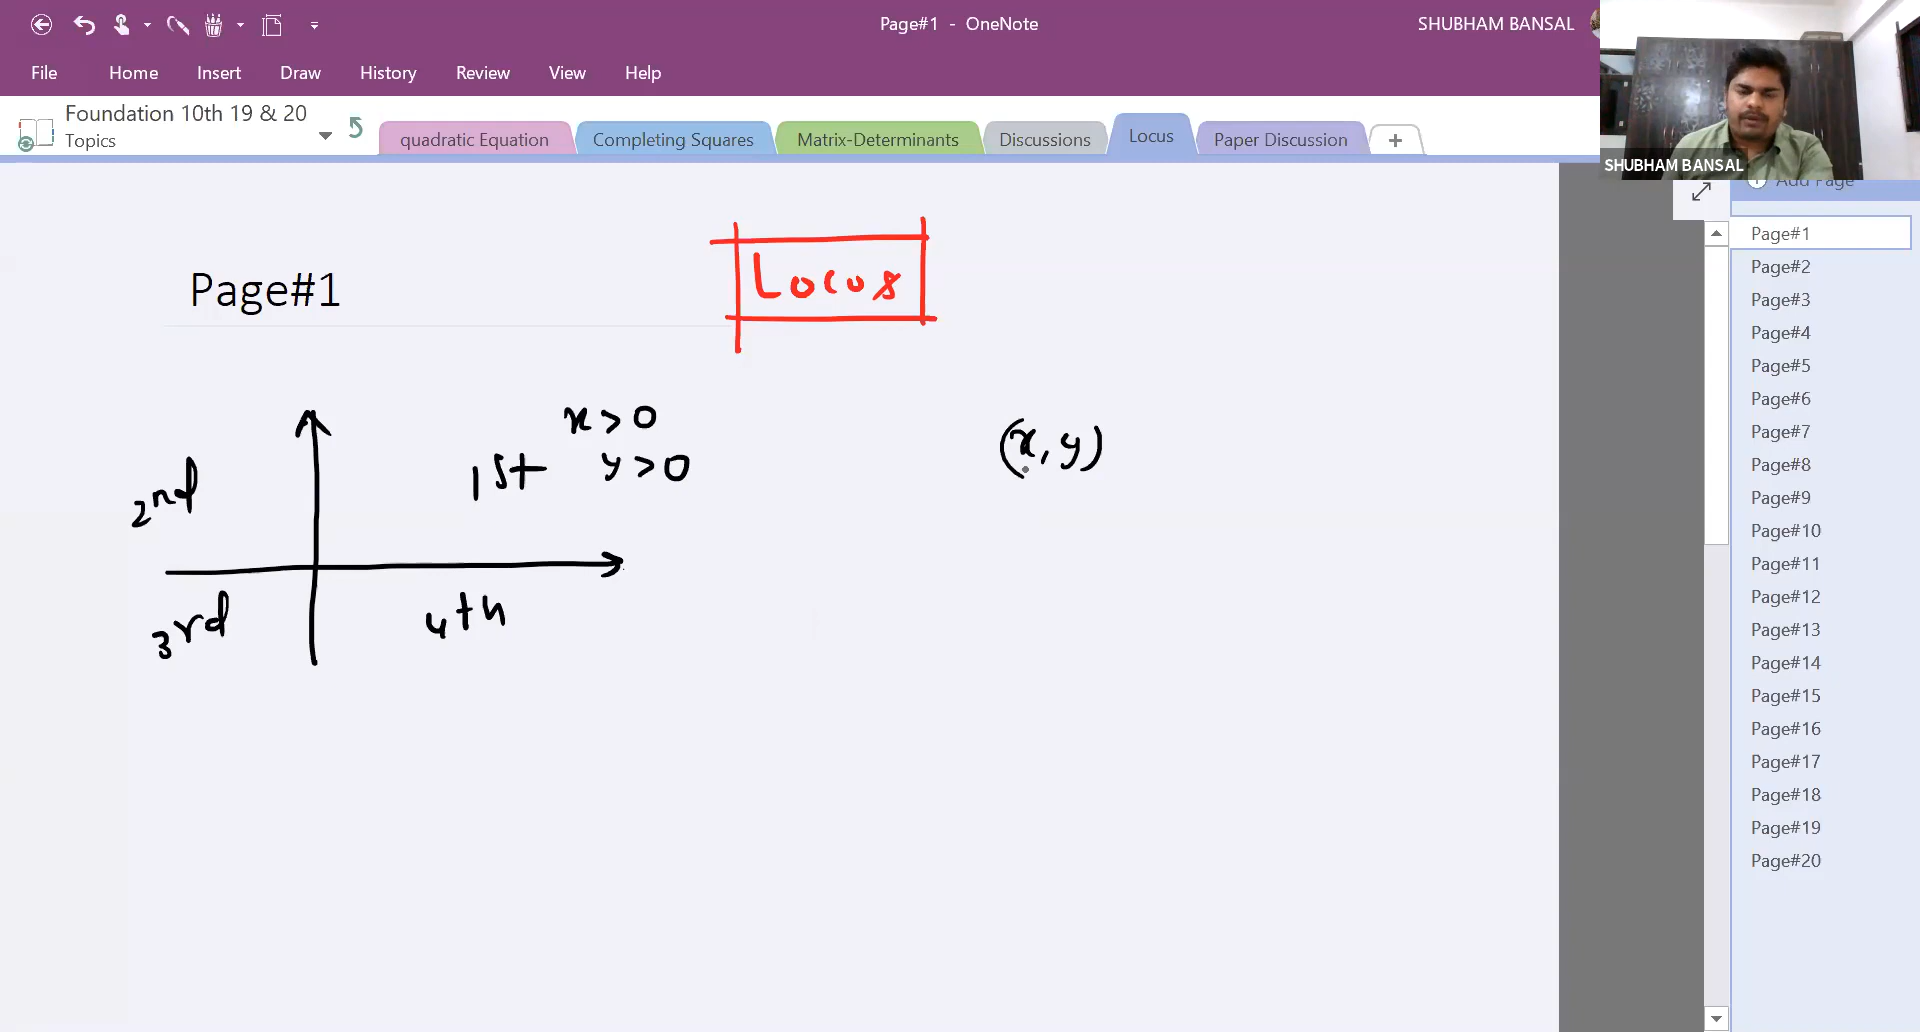 Page#1 - OneNote
SHUBHAM BANSAL
File Home Insert Draw History Review View Help
Foundation 10th 19 & 20
Topics
quadratic Equation
Completing Squares
Matrix-Determinants
Discussions
Locus
Paper Discussion
+
SHUBHAM BANSAL
Add Page
Page#1
Locus
x > 0
1st y > 0
2nd
3rd
4th
(x, y)
Page#1
Page#2
Page#3
Page#4
Page#5
Page#6
Page#7
Page#8
Page#9
Page#10
Page#11
Page#12
Page#13
Page#14
Page#15
Page#16
Page#17
Page#18
Page#19
Page#20